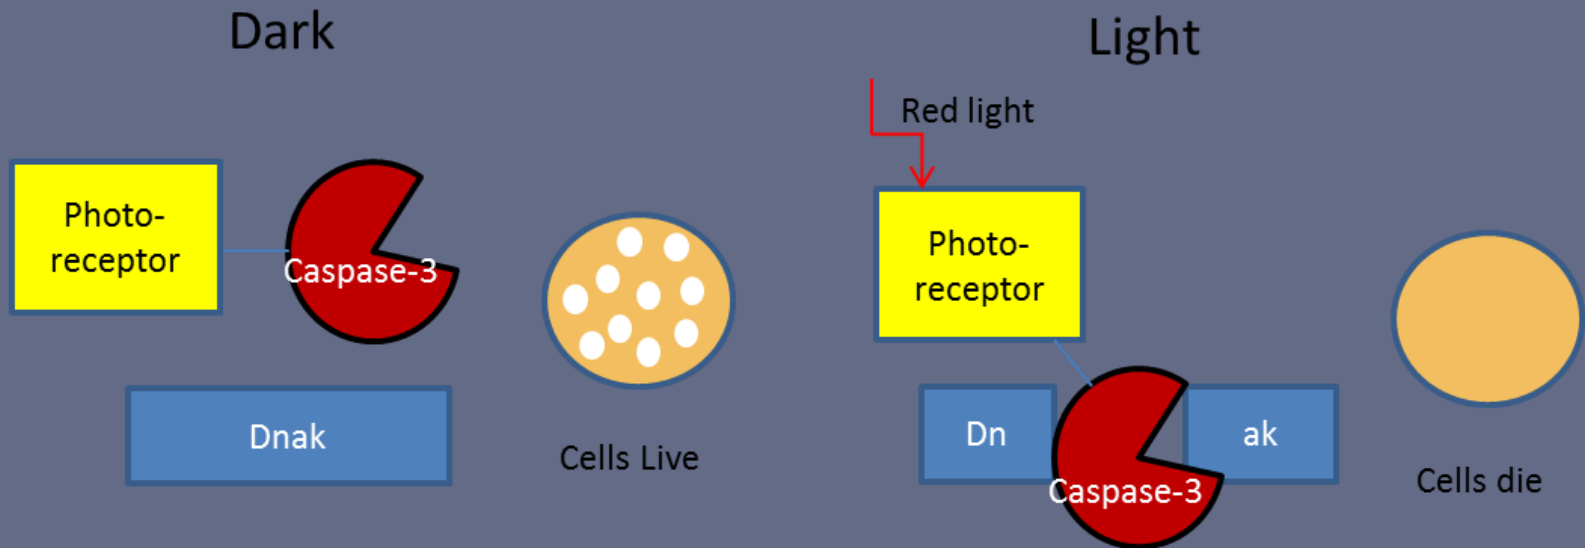 Dark
Photo-
receptor
Caspase-3
Dnak
Cells Live
Light
Red light
Photo-
receptor
Dn
ak
Caspase-3
Cells die